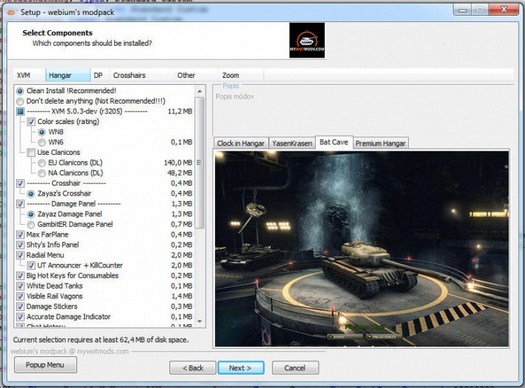 Setup - webium's modpack
Select Components
Which components should be installed?
MYWOTMODS.COM
XVM Hangar DP Crosshairs Other Zoom
Clean Install !Recommended!
Don't delete anything (Not Recommended!!!)
--------- XVM 5.0.3-dev (r3205) --------- 11,2 MB
Color scales (rating)
WN8
WN6 0,1 MB
Use Clanicons
EU Clanicons (DL) 140,0 MB
NA Clanicons (DL) 48,2 MB
--------- Crosshair --------- 0,4 MB
Zayaz's Crosshair 0,4 MB
--------- Damage Panel --------- 1,3 MB
Zayaz Damage Panel 1,3 MB
GambitER Damage Panel 0,7 MB
Max FarPlane 0,4 MB
Shty's Info Panel 0,2 MB
Radial Menu 2,0 MB
UT Announcer + KillCounter 2,0 MB
Big Hot Keys for Consumables 0,2 MB
White Dead Tanks 0,1 MB
Visible Rail Vagons 1,4 MB
Damage Stickers 0,3 MB
Accurate Damage Indicator 0,1 MB
Popis
Popis módov
Clock in Hangar YasenKrasen Bat Cave Premium Hangar
Current selection requires at least 62,4 MB of disk space.
webium's modpack @ mywotmods.com
Popup Menu < Back Next > Cancel